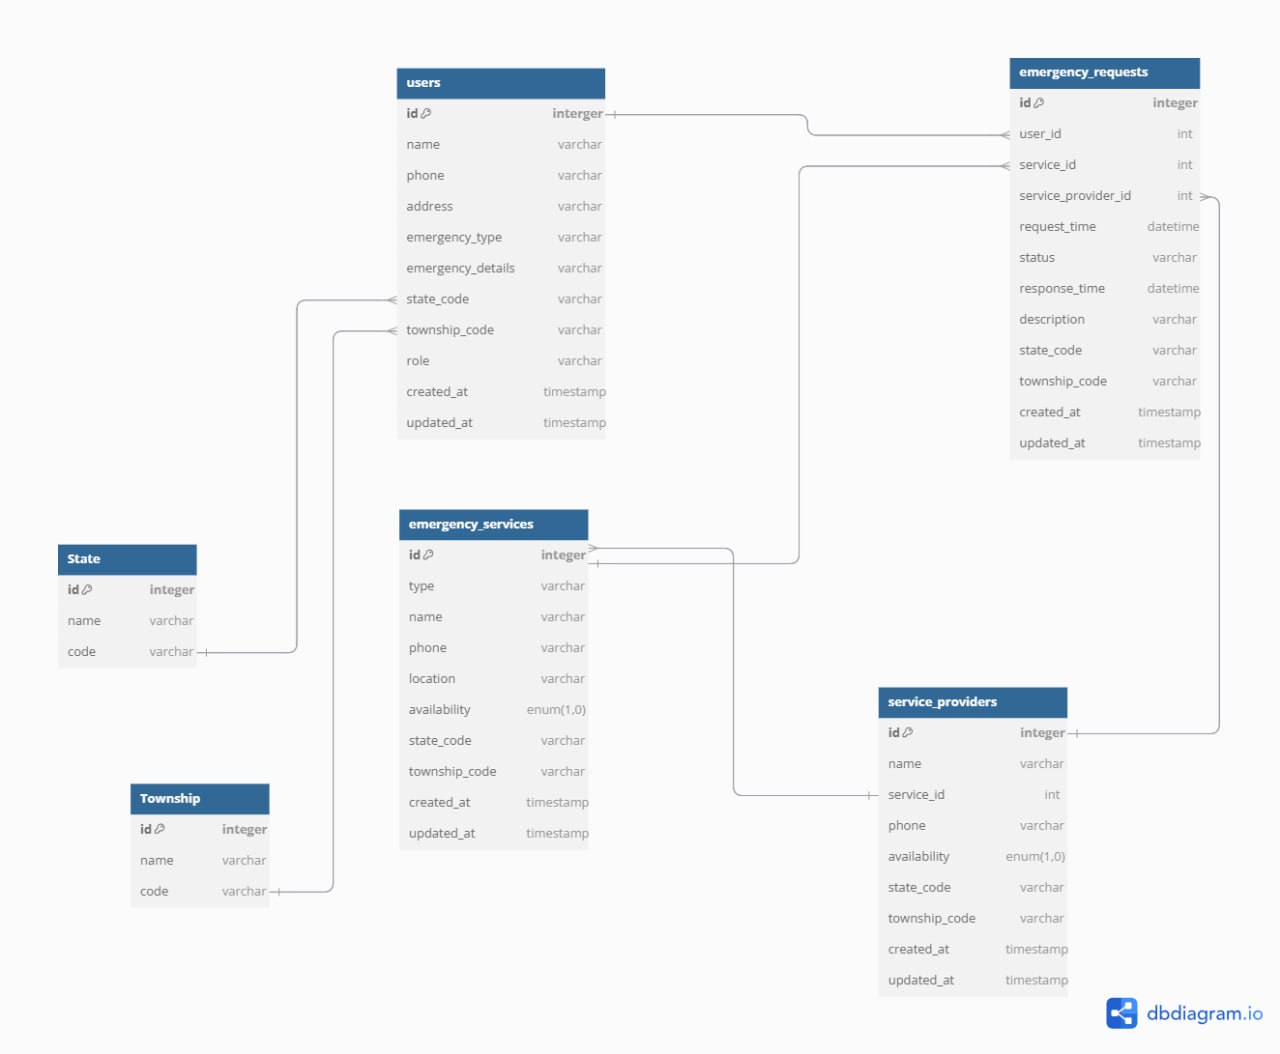 users
id interger
name varchar
phone varchar
address varchar
emergency_type varchar
emergency_details varchar
state_code varchar
township_code varchar
role varchar
created_at timestamp
updated_at timestamp
emergency_requests
id integer
user_id int
service_id int
service_provider_id int
request_time datetime
status varchar
response_time datetime
description varchar
state_code varchar
township_code varchar
created_at timestamp
updated_at timestamp
emergency_services
id integer
type varchar
name varchar
phone varchar
location varchar
availability enum(1,0)
state_code varchar
township_code varchar
created_at timestamp
updated_at timestamp
State
id integer
name varchar
code varchar
Township
id integer
name varchar
code varchar
service_providers
id integer
name varchar
service_id int
phone varchar
availability enum(1,0)
state_code varchar
township_code varchar
created_at timestamp
updated_at timestamp
dbdiagram.io